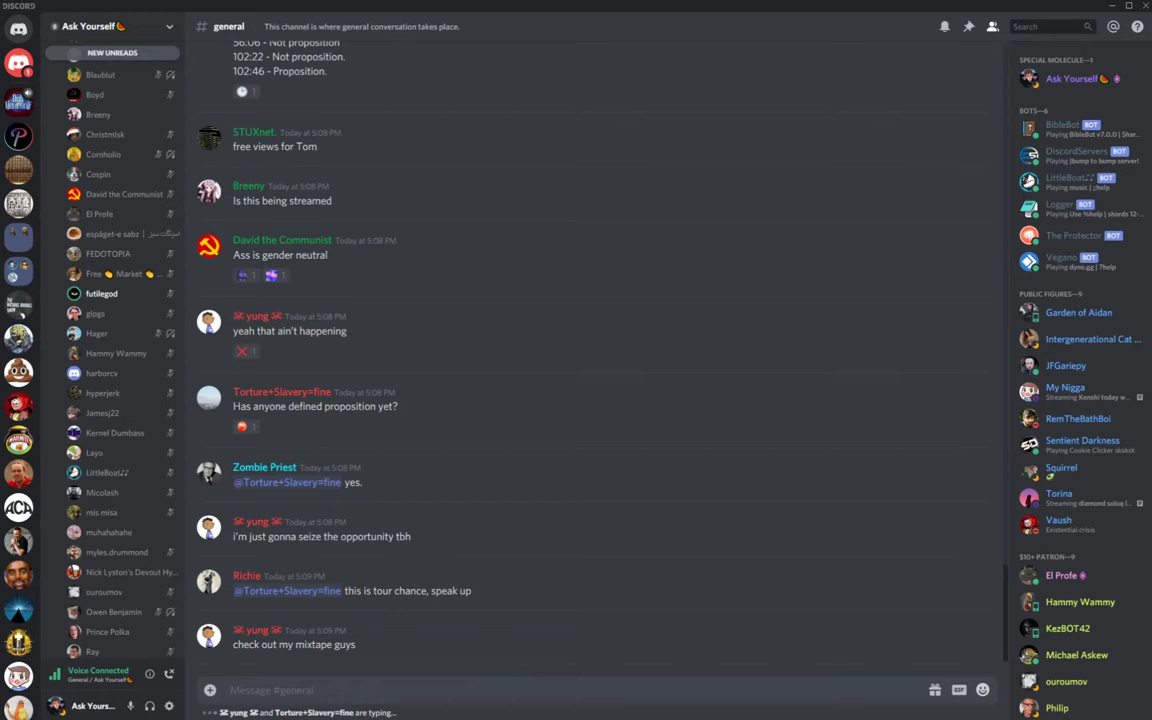 DISCORD
Ask Yourself🍉
NEW UNREADS
Blaublut
Boyd
Breeny
Christmlsk
Cornholio
Cospin
David the Communist
El Profe
espäget-e sabz
FEDOTOPIA
Free 👏 Market 👏 ...
futilegod
glpgs
Hager
Hammy Wammy
harborcv
hyperjerk
Jamesj22
Kernel Dumbass
Layo
LittleBoat♪♪
Micolash
mis misa
muhahahahe
myles.drummond
Nick Lyston's Devout Hy...
ouroumov
Owen Benjamin
Prince Polka
Ray
Voice Connected
General / Ask Yourself🍉
Ask Yours...
# general
This channel is where general conversation takes place.
Search
56:06 - Not proposition
102:22 - Not proposition.
102:46 - Proposition.
1
STUXnet. Today at 5:08 PM
free views for Tom
Breeny Today at 5:08 PM
Is this being streamed
David the Communist Today at 5:08 PM
Ass is gender neutral
1 1
yung Today at 5:08 PM
yeah that ain't happening
1
Torture+Slavery=fine Today at 5:08 PM
Has anyone defined proposition yet?
1
Zombie Priest Today at 5:08 PM
@Torture+Slavery=fine yes.
yung Today at 5:08 PM
i'm just gonna seize the opportunity tbh
Richie Today at 5:09 PM
@Torture+Slavery=fine this is tour chance, speak up
yung Today at 5:09 PM
check out my mixtape guys
Message #general
GIF
yung and Torture+Slavery=fine are typing...
SPECIAL MOLECULE—1
Ask Yourself🍉
BOTS—6
BibleBot BOT
Playing BibleBot v7.0.0 | Shar...
DiscordServers BOT
Playing |bump to bump server!
LittleBoat♪♪ BOT
Playing music | ;;help
Logger BOT
Playing Use %help | shards 12-...
The Protector BOT
Vegano BOT
Playing dyno.gg | ?help
PUBLIC FIGURES—9
Garden of Aidan
Intergenerational Cat ...
JFGariepy
My Nigga
Streaming Kenshi today w...
RemTheBathBoi
Sentient Darkness
Playing Cookie Clicker skskok
Squirrel
Torina
Streaming diamond soloq l...
Vaush
Existential crisis
$10+ PATRON—9
El Profe
Hammy Wammy
KezBOT42
Michael Askew
ouroumov
Philip